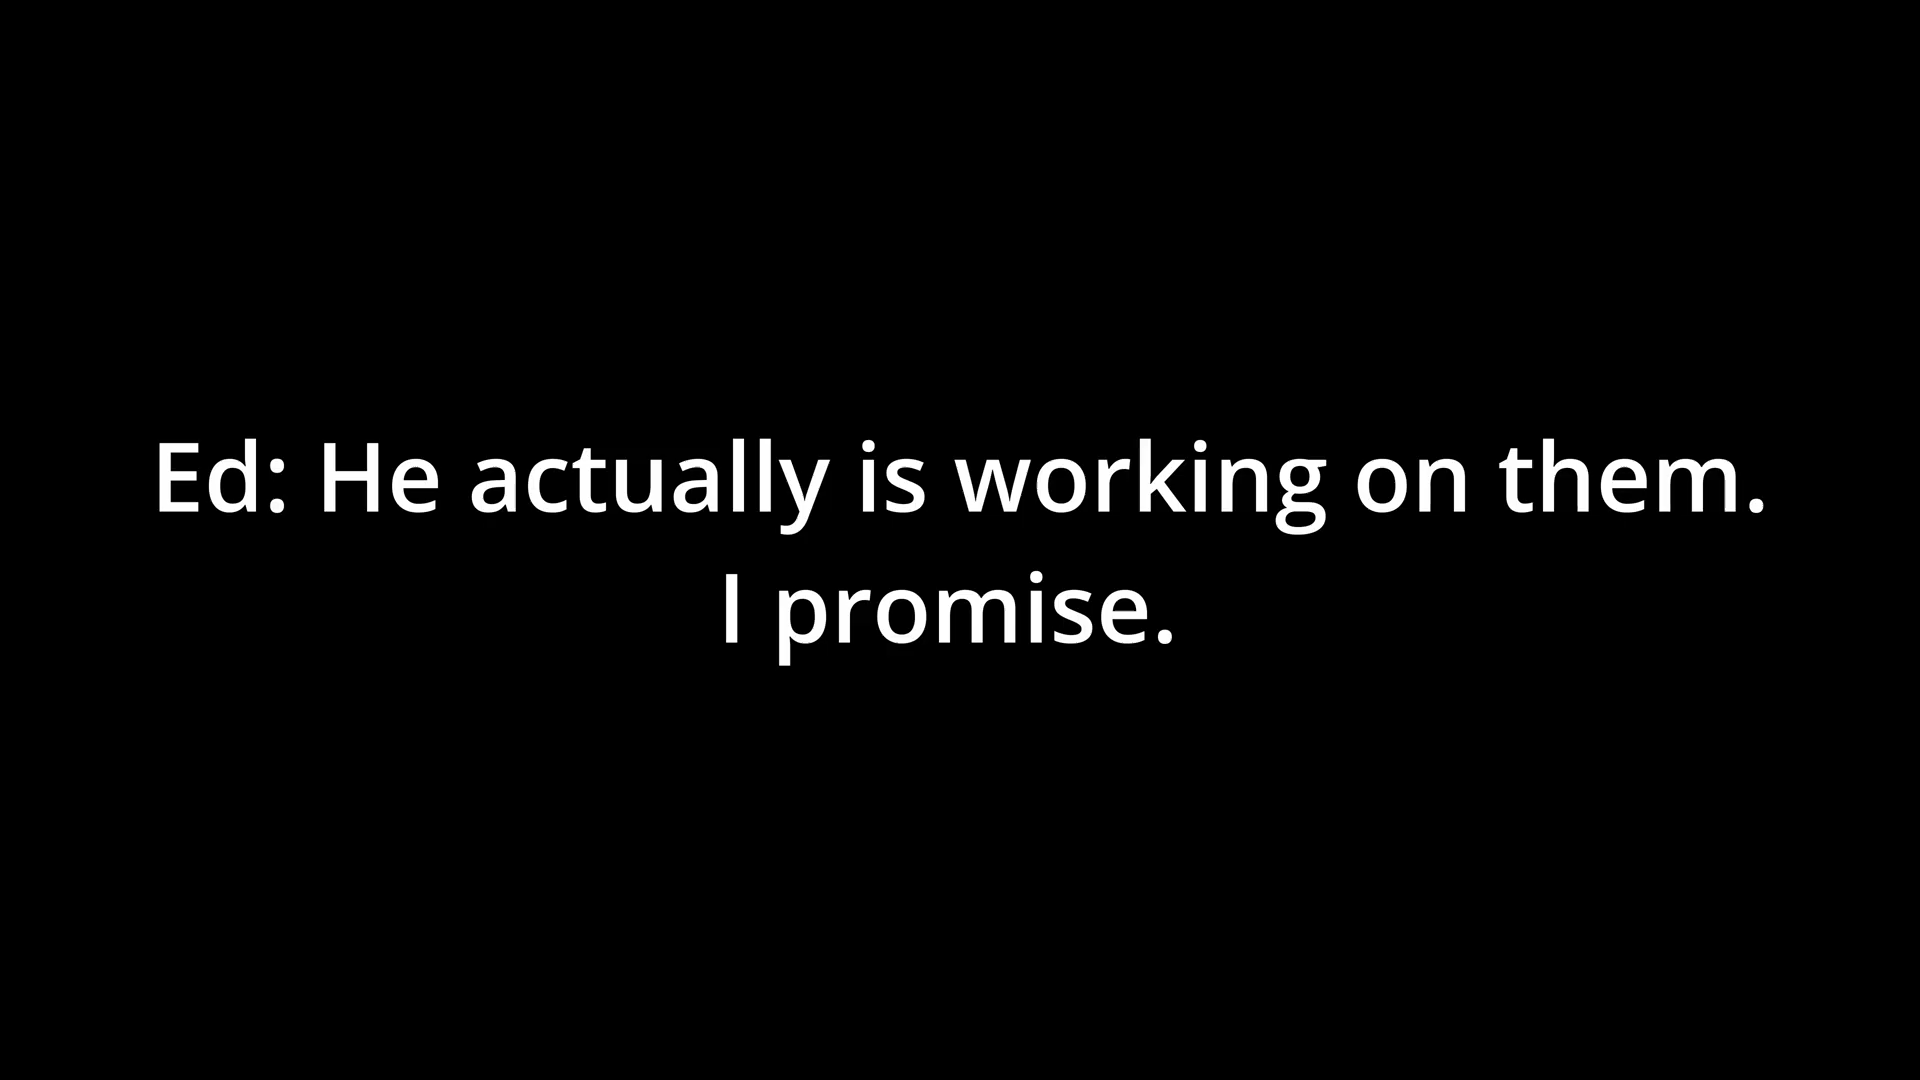 Ed: He actually is working on them.
I promise.